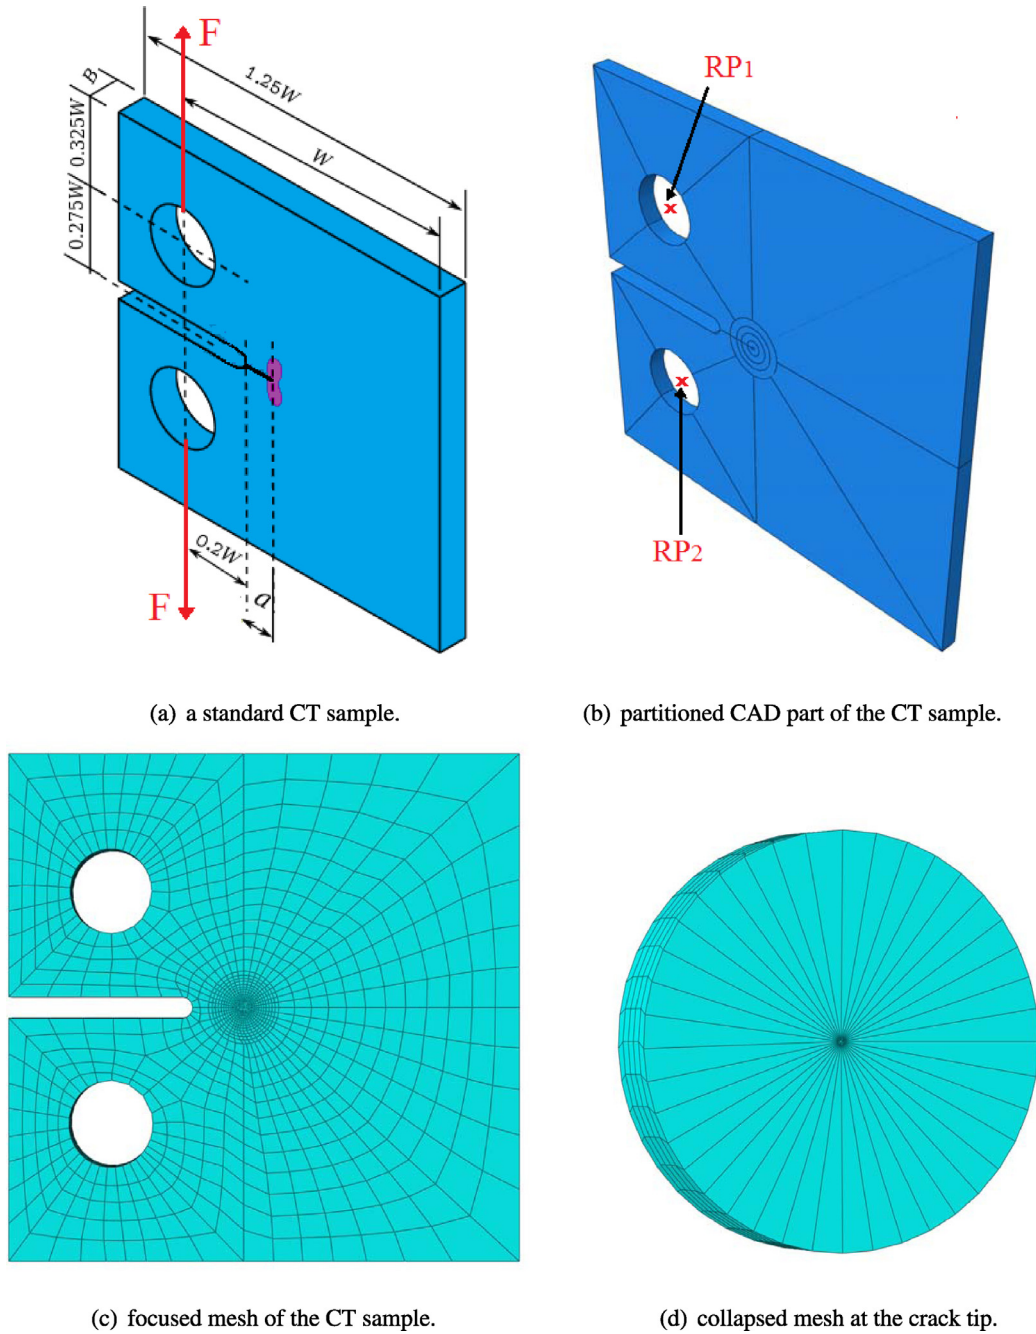 F
B
1.25W
W
0.325W
0.275W
0.2W
a
F
(a) a standard CT sample.
RP1
RP2
(b) partitioned CAD part of the CT sample.
(c) focused mesh of the CT sample.
(d) collapsed mesh at the crack tip.